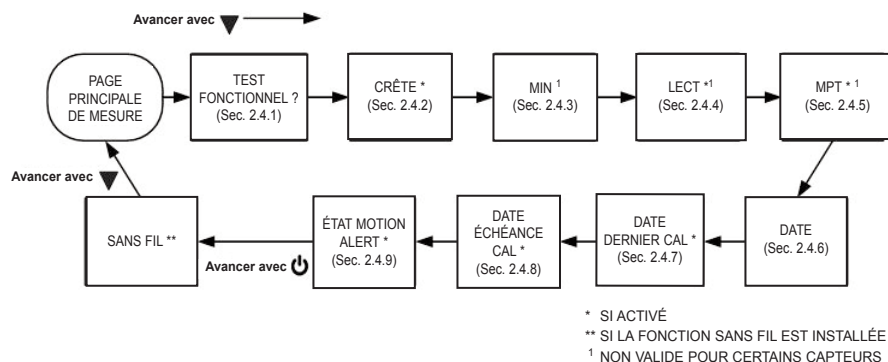 Avancer avec
PAGE
PRINCIPALE
DE MESURE
TEST
FONCTIONNEL ?
(Sec. 2.4.1)
CRÊTE *
(Sec. 2.4.2)
MIN ¹
(Sec. 2.4.3)
LECT *¹
(Sec. 2.4.4)
MPT * ¹
(Sec. 2.4.5)
DATE
(Sec. 2.4.6)
DATE
DERNIER CAL *
(Sec. 2.4.7)
DATE
ÉCHÉANCE
CAL *
(Sec. 2.4.8)
ÉTAT MOTION
ALERT *
(Sec. 2.4.9)
Avancer avec
SANS FIL **
Avancer avec
* SI ACTIVÉ
** SI LA FONCTION SANS FIL EST INSTALLÉE
¹ NON VALIDE POUR CERTAINS CAPTEURS